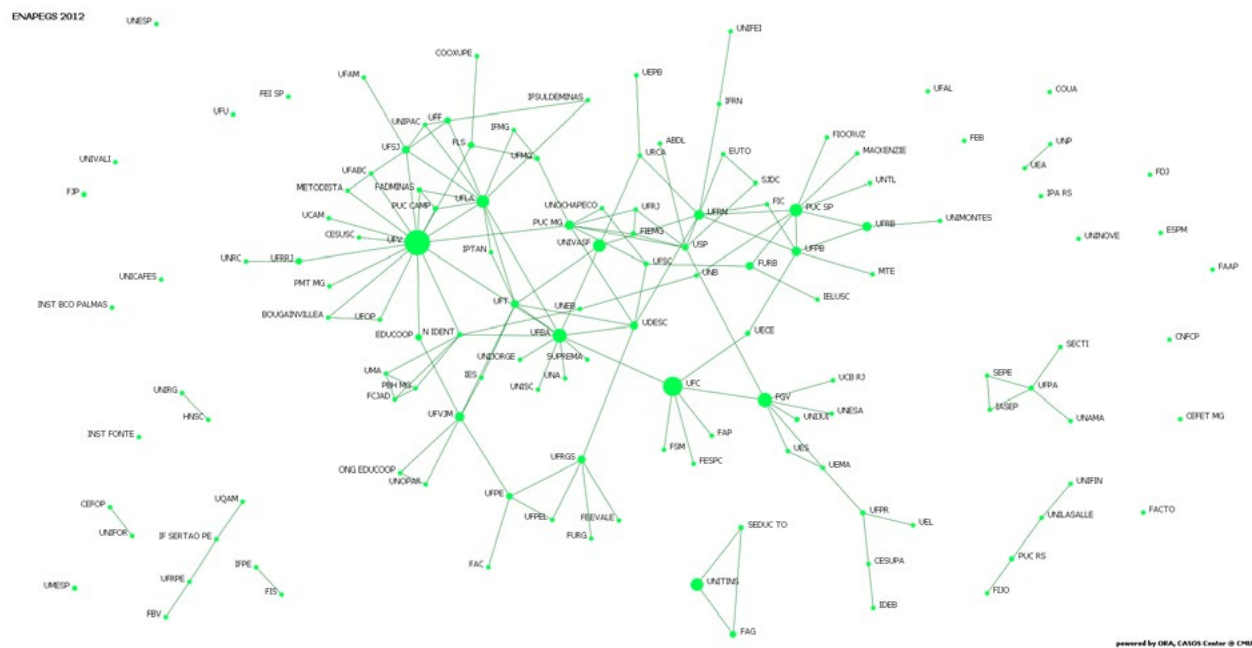 ENAPEGS 2012
UNESP
UNIFEI
COOXUPE
UFAM
UEPB
FEI SP
IFSULDEMINAS
IFRN
UFAL
COUA
UFU
UNIPAC
UFF
IFMG
ABDL
FIOCRUZ
FEB
UNP
UFSJ
FLS
UFMG
URCA
EUTO
MACKENZIE
UNIVALI
UEA
UFABC
SJDC
UNTL
FDJ
FJP
METODISTA
FADMINAS
IPA RS
PUC CAMP
UFLA
UNOCHAPECO
UFRJ
FIC
PUC SP
UCAM
PUC MG
UFRN
UFRB
UNIMONTES
CESUSC
UFV
FIEMG
UNINOVE
ESPM
IPTAN
UNIVASF
USP
UFPB
UNRC
UFRRJ
UFSC
FURB
FAAP
UNICAFES
PMT MG
UNB
MTE
INST BCO PALMAS
UFT
UNEB
IELUSC
BOUGAINVILLEA
UFOP
EDUCOOP
N IDENT
UFBA
UDESC
UECE
CNFCP
SECTI
UNIJORGE
SUPREMA
UMA
IES
UNA
UCB RJ
SEPE
PBH MG
UNISC
UFC
UFPA
UNIRG
FCJAD
FGV
IASEP
HNSC
UFVJM
UNIJUI
UNESA
UNAMA
CEFET MG
INST FONTE
FAP
FSM
UES
FESPC
UEMA
ONG EDUCOOP
UFRGS
UNOPAR
UNIFIN
UFPE
CEFOP
UQAM
UFPEL
FEEVALE
UFPR
UEL
UNILASALLE
FACTO
UNIFOR
IF SERTAO PE
FURG
SEDUC TO
PUC RS
IFPE
FAC
CESUPA
UMESP
UFRPE
FIS
UNITINS
FIJO
FBV
FAG
IDEB
powered by ORA, CASOS Center @ CMU